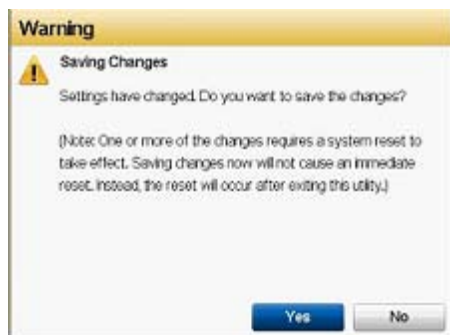 Warning
Saving Changes
Settings have changed. Do you want to save the changes?
(Note: One or more of the changes requires a system reset to
take effect. Saving changes now will not cause an immediate
reset. Instead, the reset will occur after exiting this utility.)
Yes
No